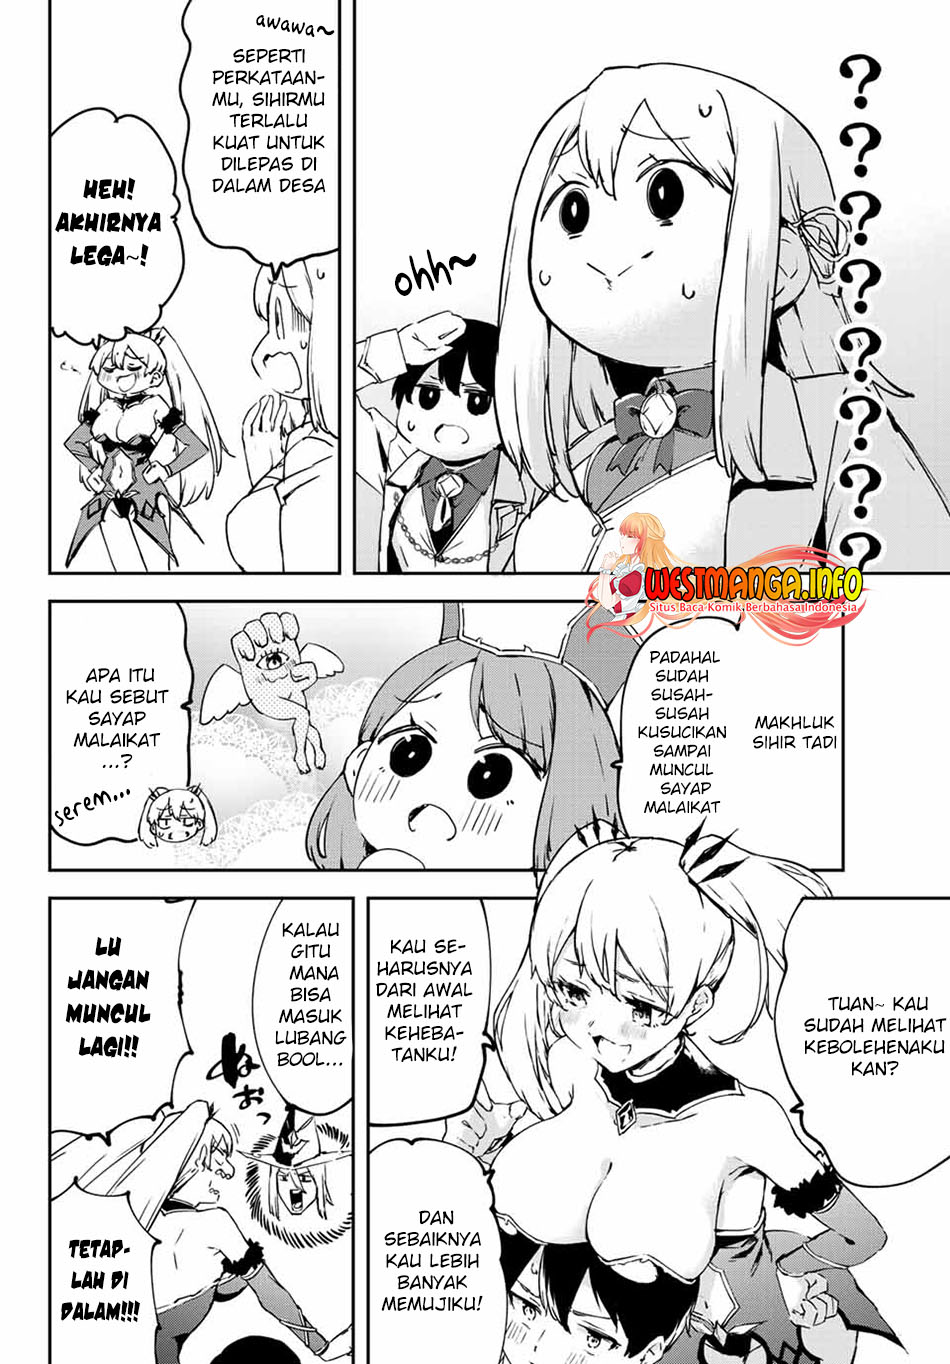 ?
?
?
?
?
?
?
?
ohh~
awawa~
SEPERTI
PERKATAAN-
MU, SIHIRMU
TERLALU
KUAT UNTUK
DILEPAS DI
DALAM DESA
HEH!
AKHIRNYA
LEGA~!
WESTMANGA.INFO
Situs Baca Komik Berbahasa Indonesia
MAKHLUK
SIHIR TADI
PADAHAL
SUDAH
SUSAH-
SUSAH
KUSUCIKAN
SAMPAI
MUNCUL
SAYAP
MALAIKAT
APA ITU
KAU SEBUT
SAYAP
MALAIKAT
...?
serem...
TUAN~ KAU
SUDAH MELIHAT
KEBOLEHENAKU
KAN?
KAU SE-
HARUSNYA
DARI AWAL
MELIHAT
KEHEBA-
TANKU!
DAN
SEBAIKNYA
KAU LEBIH
BANYAK
MEMUJIKU!
KALAU
GITU
MANA
BISA
MASUK
LUBANG
BOOL...
ねおっ
LU
JANGAN
MUNCUL
LAGI!!
TETAP-
LAH DI
DALAM!!!